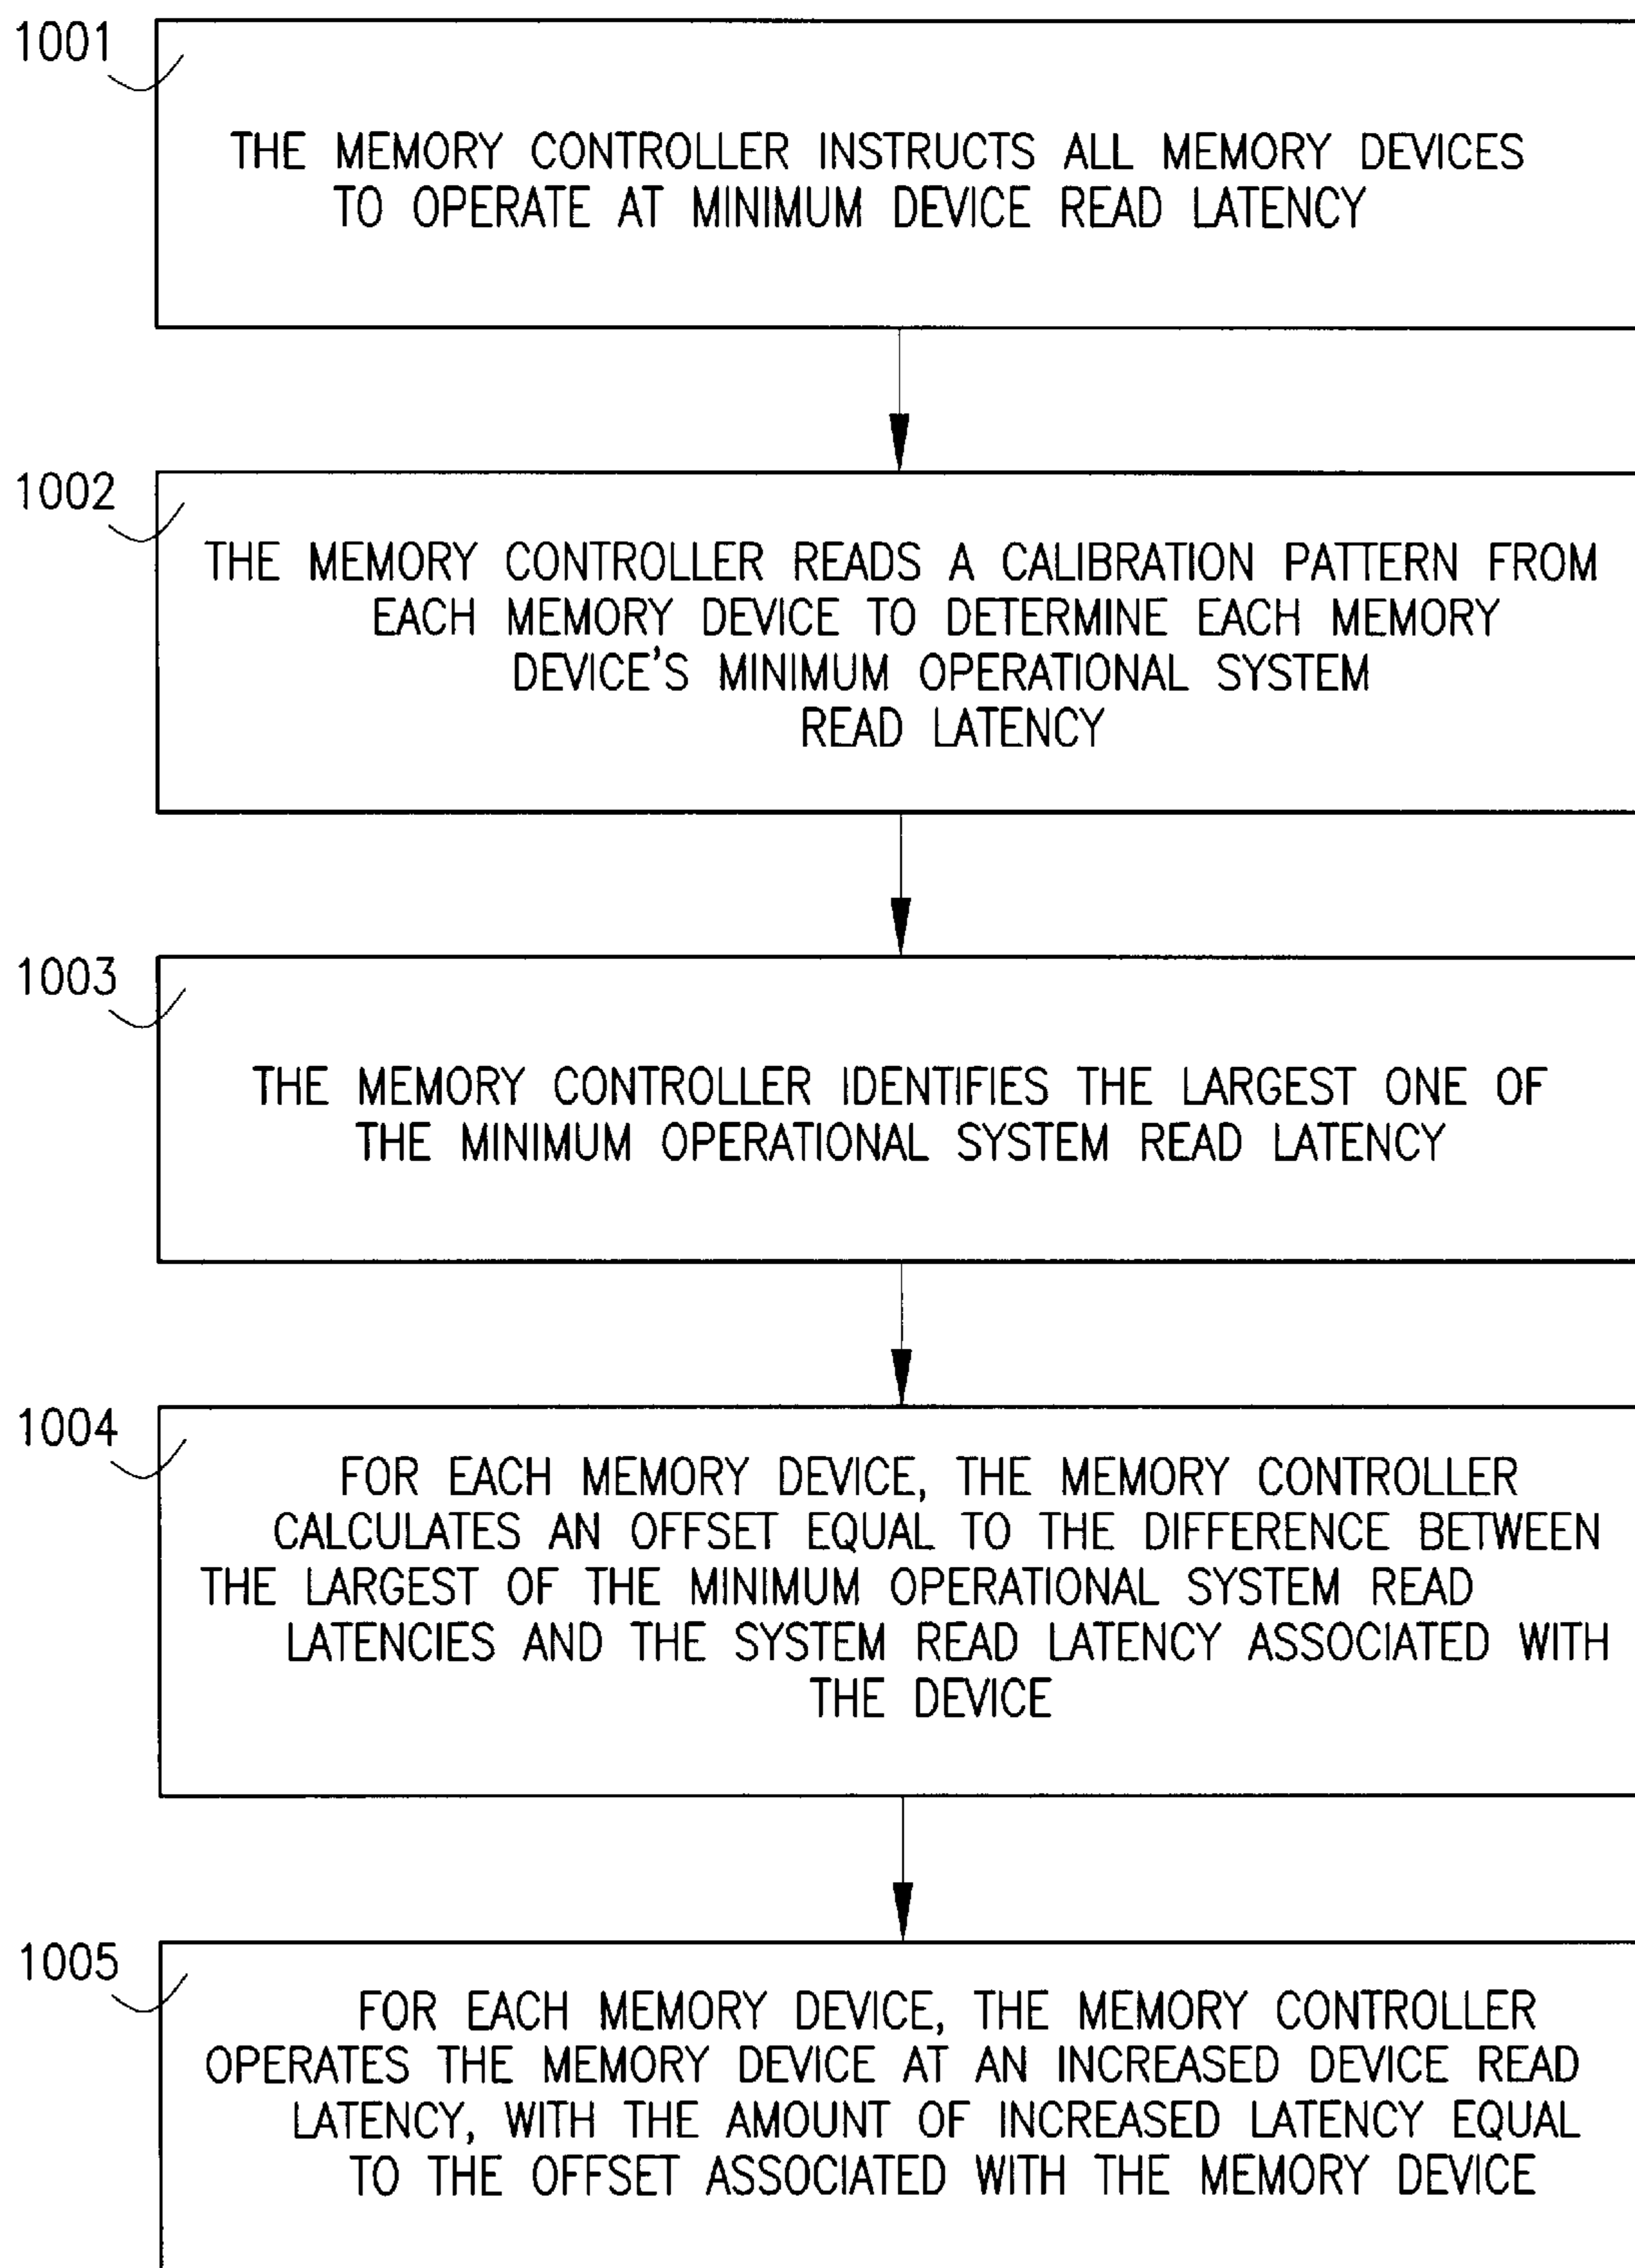 1001
THE MEMORY CONTROLLER INSTRUCTS ALL MEMORY DEVICES
TO OPERATE AT MINIMUM DEVICE READ LATENCY
1002
THE MEMORY CONTROLLER READS A CALIBRATION PATTERN FROM
EACH MEMORY DEVICE TO DETERMINE EACH MEMORY
DEVICE'S MINIMUM OPERATIONAL SYSTEM
READ LATENCY
1003
THE MEMORY CONTROLLER IDENTIFIES THE LARGEST ONE OF
THE MINIMUM OPERATIONAL SYSTEM READ LATENCY
1004
FOR EACH MEMORY DEVICE, THE MEMORY CONTROLLER
CALCULATES AN OFFSET EQUAL TO THE DIFFERENCE BETWEEN
THE LARGEST OF THE MINIMUM OPERATIONAL SYSTEM READ
LATENCIES AND THE SYSTEM READ LATENCY ASSOCIATED WITH
THE DEVICE
1005
FOR EACH MEMORY DEVICE, THE MEMORY CONTROLLER
OPERATES THE MEMORY DEVICE AT AN INCREASED DEVICE READ
LATENCY, WITH THE AMOUNT OF INCREASED LATENCY EQUAL
TO THE OFFSET ASSOCIATED WITH THE MEMORY DEVICE